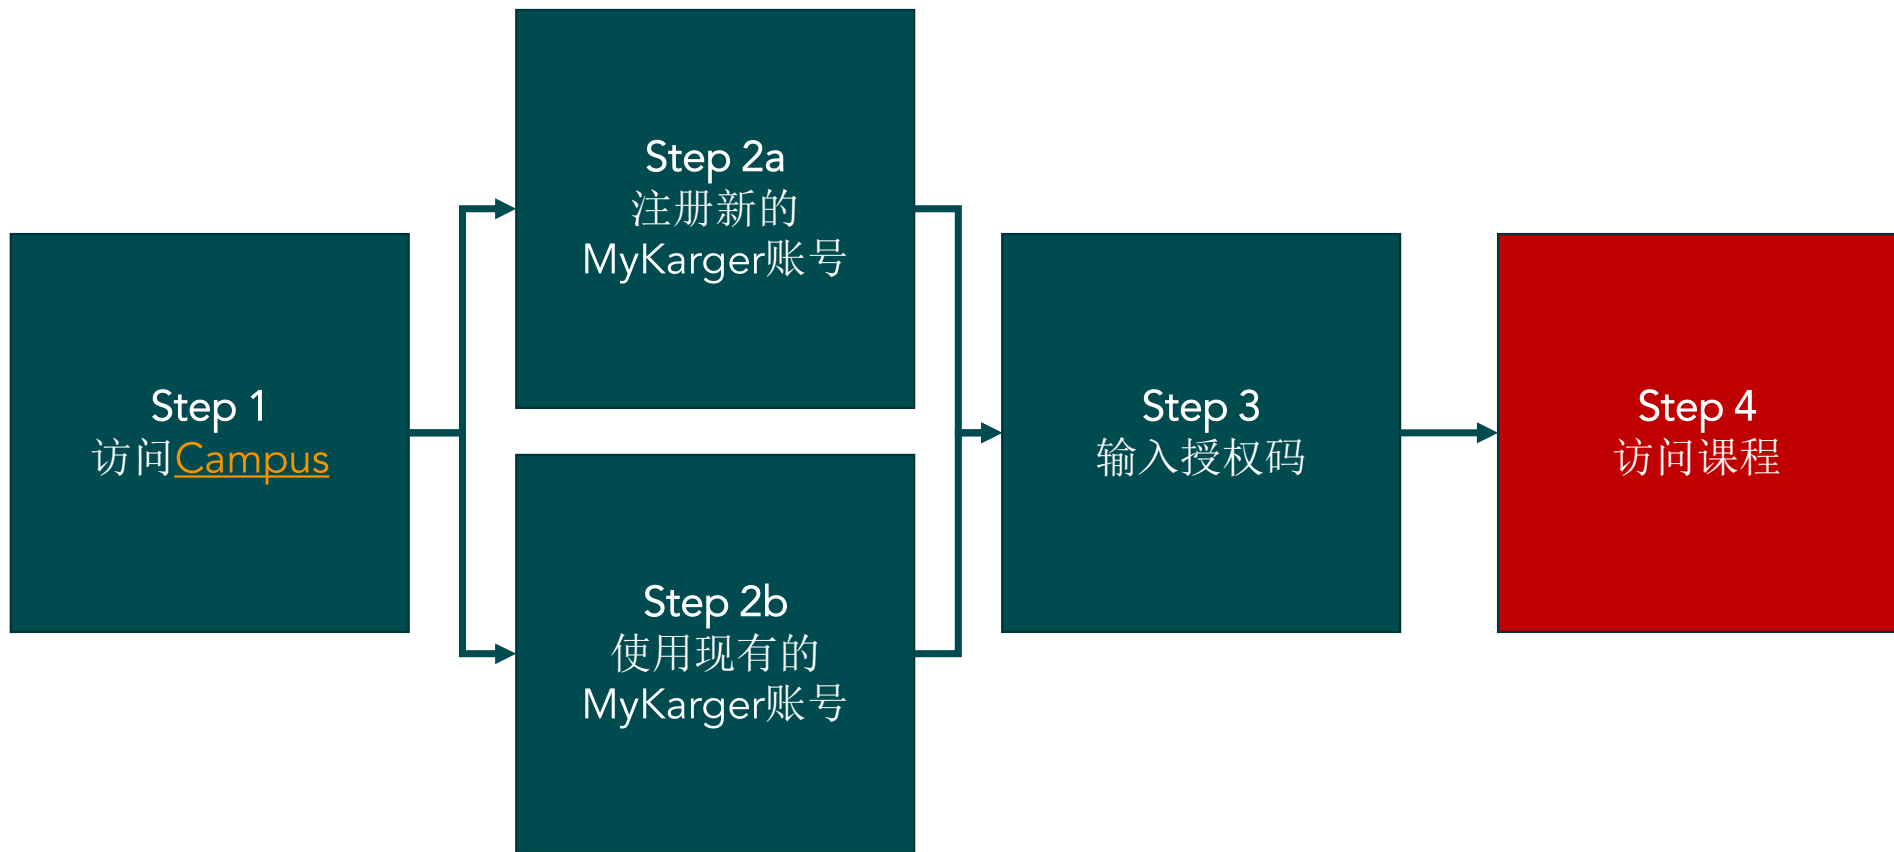 Step 1
访问Campus
Step 2a
注册新的
MyKarger账号
Step 2b
使用现有的
MyKarger账号
Step 3
输入授权码
Step 4
访问课程